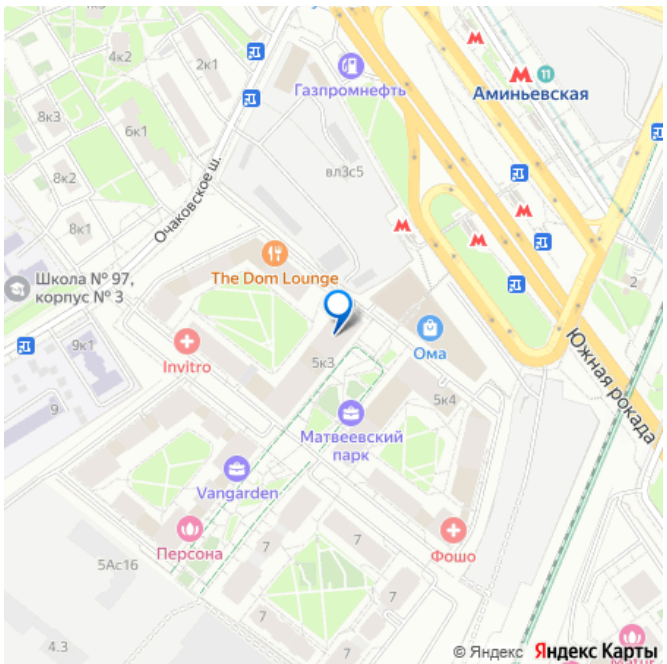 4к2
2к1
Газпромнефть
11
Аминьевская
8к3
6к1
вл3с5
8к2
Очаковское ш.
8к1
The Dom Lounge
Школа № 97,
корпус № 3
2
Ома
9к1
Invitro
5к3
Южная рокада
9
5к4
Матвеевский
парк
Vangarden
Персона
7
Фошо
5Ас16
7
7
7
4.3
7
© Яндекс Яндекс Карты